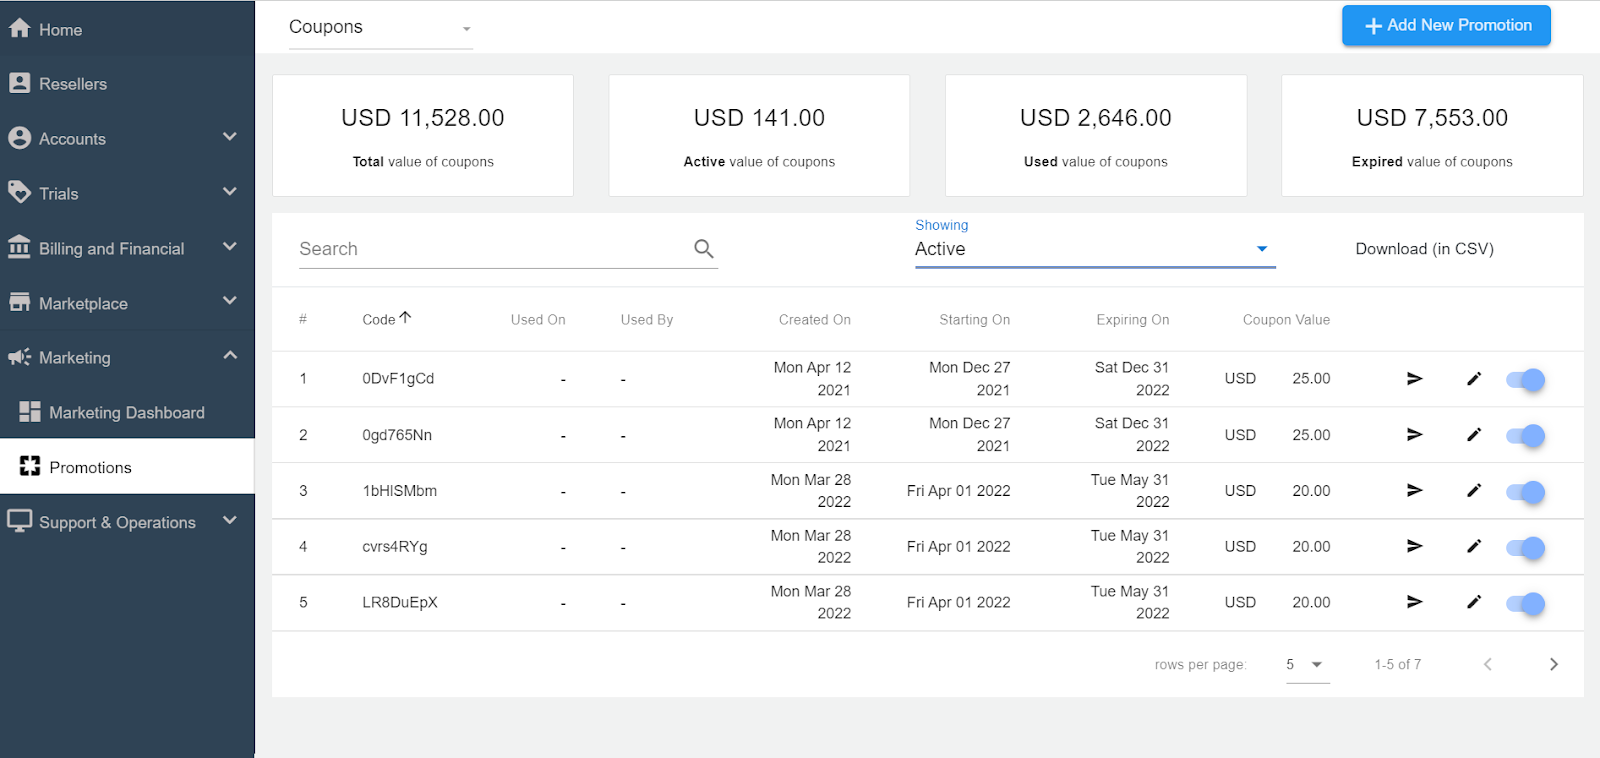 Home
Resellers
Accounts
Trials
Billing and Financial
Marketplace
Marketing
Marketing Dashboard
Promotions
Support & Operations
Coupons
Add New Promotion
USD 11,528.00
Total value of coupons
USD 141.00
Active value of coupons
USD 2,646.00
Used value of coupons
USD 7,553.00
Expired value of coupons
Search
Showing
Active
Download (in CSV)
# Code Used On Used By Created On Starting On Expiring On Coupon Value
1 0DvF1gCd - - Mon Apr 12 2021 Mon Dec 27 2021 Sat Dec 31 2022 USD 25.00
2 0gd765Nn - - Mon Apr 12 2021 Mon Dec 27 2021 Sat Dec 31 2022 USD 25.00
3 1bHISMbm - - Mon Mar 28 2022 Fri Apr 01 2022 Tue May 31 2022 USD 20.00
4 cvrs4RYg - - Mon Mar 28 2022 Fri Apr 01 2022 Tue May 31 2022 USD 20.00
5 LR8DuEpX - - Mon Mar 28 2022 Fri Apr 01 2022 Tue May 31 2022 USD 20.00
rows per page: 5 1-5 of 7